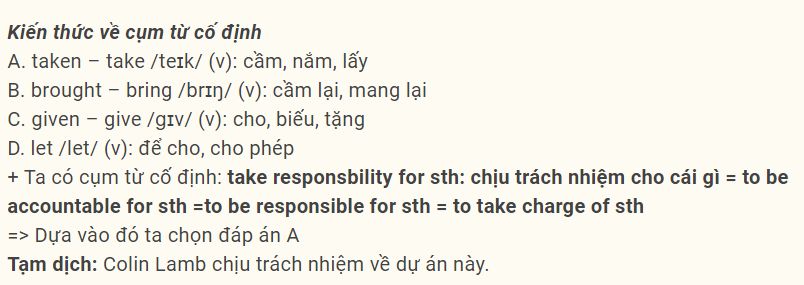 Kiến thức về cụm từ cố định
A. taken – take /teɪk/ (v): cầm, nắm, lấy
B. brought – bring /brɪŋ/ (v): cầm lại, mang lại
C. given – give /ɡɪv/ (v): cho, biếu, tặng
D. let /let/ (v): để cho, cho phép
+ Ta có cụm từ cố định: take responsbility for sth: chịu trách nhiệm cho cái gì = to be
accountable for sth =to be responsible for sth = to take charge of sth
=> Dựa vào đó ta chọn đáp án A
Tạm dịch: Colin Lamb chịu trách nhiệm về dự án này.